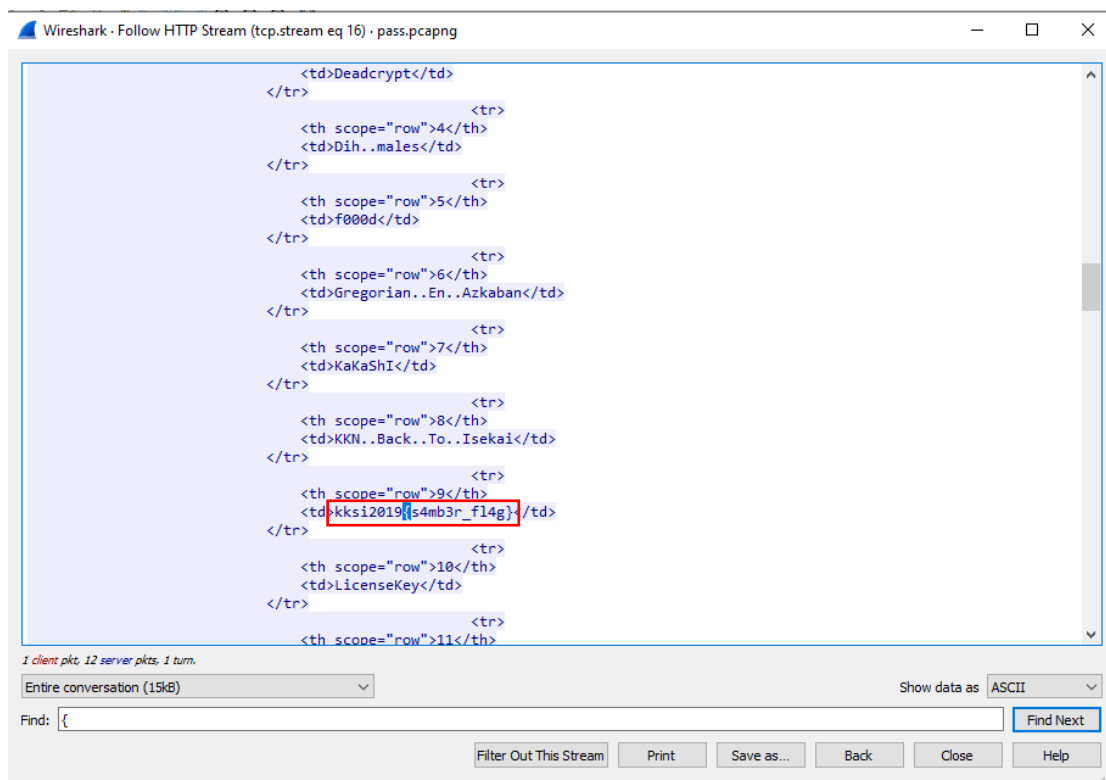 Wireshark · Follow HTTP Stream (tcp.stream eq 16) · pass.pcapng
<td>Deadcrypt</td>
</tr>
<tr>
<th scope="row">4</th>
<td>Dih..males</td>
</tr>
<tr>
<th scope="row">5</th>
<td>f000d</td>
</tr>
<tr>
<th scope="row">6</th>
<td>Gregorian..En..Azkaban</td>
</tr>
<tr>
<th scope="row">7</th>
<td>KaKaShI</td>
</tr>
<tr>
<th scope="row">8</th>
<td>KKN..Back..To..Isekai</td>
</tr>
<tr>
<th scope="row">9</th>
<td>kksi2019{s4mb3r_fl4g}</td>
</tr>
<tr>
<th scope="row">10</th>
<td>LicenseKey</td>
</tr>
<tr>
<th scope="row">11</th>
1 client pkt, 12 server pkts, 1 turn.
Entire conversation (15kB) Show data as ASCII
Find: { Find Next
Filter Out This Stream Print Save as... Back Close Help